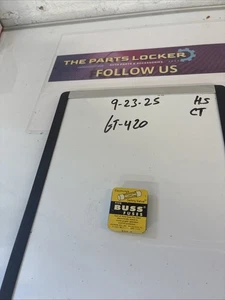 THE PARTS LOCKER
FOLLOW US
9-23-25 HS
CT
GT-420
BUSS
FUSES